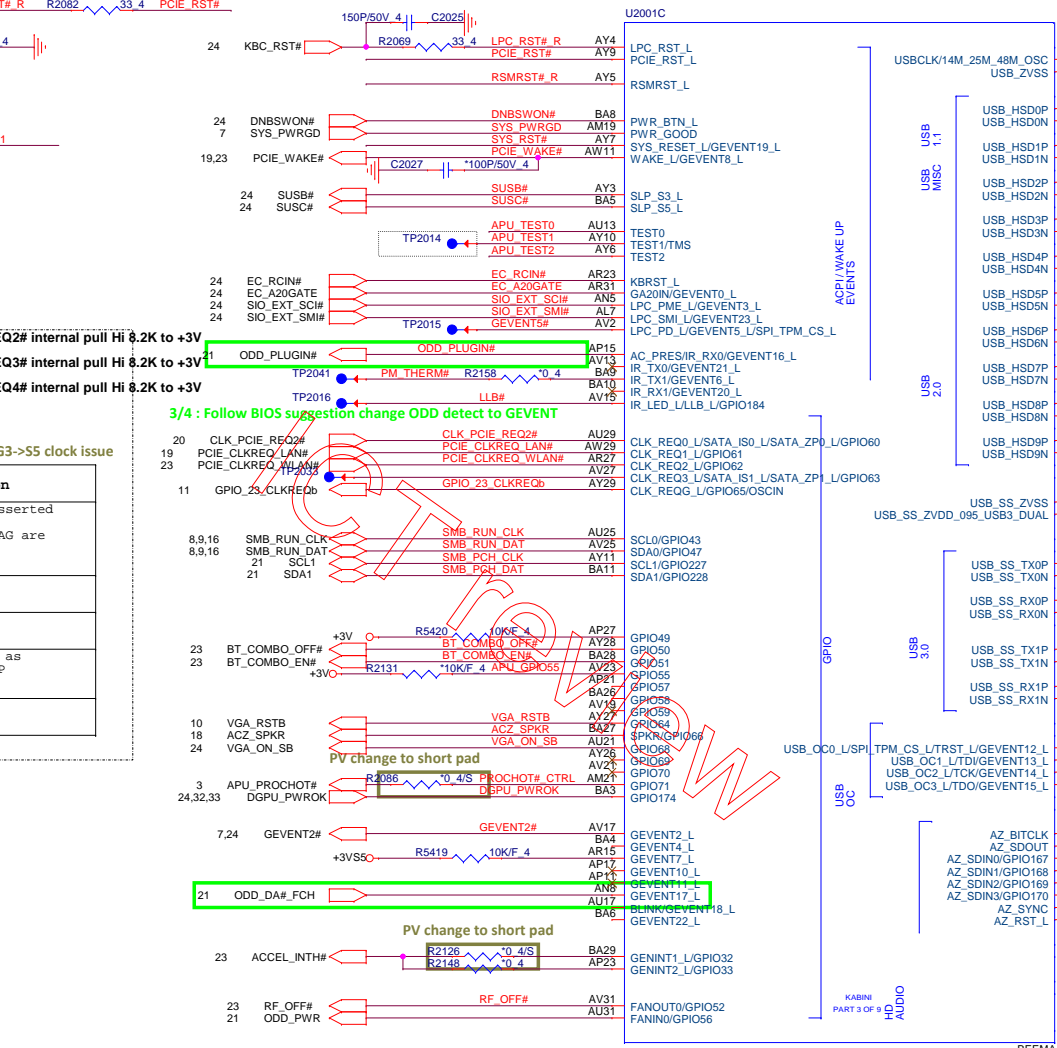 T#_R R2082 33_4 PCIE_RST#
_4
1
150P/50V_4 C2025
U2001C
24 KBC_RST# R2069 33_4 LPC_RST#_R AY4 LPC_RST_L
PCIE_RST# AY9 PCIE_RST_L
RSMRST#_R AY5 RSMRST_L
24 DNBSWON# DNBSWON# BA8 PWR_BTN_L
7 SYS_PWRGD SYS_PWRGD AM19 PWR_GOOD
SYS_RST# AY7 SYS_RESET_L/GEVENT19_L
19,23 PCIE_WAKE# PCIE_WAKE# AW11 WAKE_L/GEVENT8_L
C2027 *100P/50V_4
24 SUSB# SUSB# AY3 SLP_S3_L
24 SUSC# SUSC# BA5 SLP_S5_L
APU_TEST0 AU13 TEST0
TP2014 APU_TEST1 AY10 TEST1/TMS
APU_TEST2 AY6 TEST2
24 EC_RCIN# EC_RCIN# AR23 KBRST_L
24 EC_A20GATE EC_A20GATE AR31 GA20IN/GEVENT0_L
24 SIO_EXT_SCI# SIO_EXT_SCI# AN5 LPC_PME_L/GEVENT3_L
24 SIO_EXT_SMI# SIO_EXT_SMI# AL7 LPC_SMI_L/GEVENT23_L
TP2015 GEVENT5# AV2 LPC_PD_L/GEVENT5_L/SPI_TPM_CS_L
EQ2# internal pull Hi 8.2K to +3V
EQ3# internal pull Hi 8.2K to +3V
EQ4# internal pull Hi 8.2K to +3V
21 ODD_PLUGIN# ODD_PLUGIN# AP15 AC_PRES/IR_RX0/GEVENT16_L
AV13 IR_TX0/GEVENT21_L
TP2041 PM_THERM# R2158 *0_4 BA9 IR_TX1/GEVENT6_L
BA10 IR_RX1/GEVENT20_L
TP2016 LLB# AV15 IR_LED_L/LLB_L/GPIO184
3/4 : Follow BIOS suggestion change ODD detect to GEVENT
20 CLK_PCIE_REQ2# CLK_PCIE_REQ2# AU29 CLK_REQ0_L/SATA_IS0_L/SATA_ZP0_L/GPIO60
19 PCIE_CLKREQ_LAN# PCIE_CLKREQ_LAN# AW29 CLK_REQ1_L/GPIO61
23 PCIE_CLKREQ_WLAN# PCIE_CLKREQ_WLAN# AR27 CLK_REQ2_L/GPIO62
TP2033 AV27 CLK_REQ3_L/SATA_IS1_L/SATA_ZP1_L/GPIO63
11 GPIO_23_CLKREQb GPIO_23_CLKREQb AY29 CLK_REQG_L/GPIO65/OSCIN
G3->S5 clock issue
n
sserted
AG are
as
P
8,9,16 SMB_RUN_CLK SMB_RUN_CLK AU25 SCL0/GPIO43
8,9,16 SMB_RUN_DAT SMB_RUN_DAT AV25 SDA0/GPIO47
21 SCL1 SMB_PCH_CLK AY11 SCL1/GPIO227
21 SDA1 SMB_PCH_DAT BA11 SDA1/GPIO228
+3V R5420 10K/F_4 AP27 GPIO49
23 BT_COMBO_OFF# BT_COMBO_OFF# AY28 GPIO50
23 BT_COMBO_EN# BT_COMBO_EN# BA28 GPIO51
+3V R2131 *10K/F_4 APU_GPIO55 AV23 GPIO55
AP21 GPIO57
BA26 GPIO58
AV19 GPIO59
10 VGA_RSTB VGA_RSTB AY27 GPIO64
18 ACZ_SPKR ACZ_SPKR BA27 SPKR/GPIO66
24 VGA_ON_SB VGA_ON_SB AU21 GPIO68
AY26 GPIO69
AV21 GPIO70
PV change to short pad
3 APU_PROCHOT# R2086 *0_4/S PROCHOT#_CTRL AM21 GPIO71
24,32,33 DGPU_PWROK DGPU_PWROK BA3 GPIO174
7,24 GEVENT2# GEVENT2# AV17 GEVENT2_L
BA4 GEVENT4_L
+3VS5 R5419 10K/F_4 AR15 GEVENT7_L
AP17 GEVENT10_L
AP11 GEVENT11_L
21 ODD_DA#_FCH AN8 GEVENT17_L
AU17 BLINK/GEVENT18_L
BA6 GEVENT22_L
PV change to short pad
23 ACCEL_INTH# R2126 *0_4/S BA29 GENINT1_L/GPIO32
R2148 *0_4 AP23 GENINT2_L/GPIO33
23 RF_OFF# RF_OFF# AV31 FANOUT0/GPIO52
21 ODD_PWR AU31 FANIN0/GPIO56
ACPI / WAKE UP
EVENTS
GPIO
USBCLK/14M_25M_48M_OSC
USB_ZVSS
USB
1.1
USB
MISC
USB_HSD0P
USB_HSD0N
USB_HSD1P
USB_HSD1N
USB_HSD2P
USB_HSD2N
USB_HSD3P
USB_HSD3N
USB_HSD4P
USB_HSD4N
USB_HSD5P
USB_HSD5N
USB_HSD6P
USB_HSD6N
USB
2.0
USB_HSD7P
USB_HSD7N
USB_HSD8P
USB_HSD8N
USB_HSD9P
USB_HSD9N
USB_SS_ZVSS
USB_SS_ZVDD_095_USB3_DUAL
USB
3.0
USB_SS_TX0P
USB_SS_TX0N
USB_SS_RX0P
USB_SS_RX0N
USB_SS_TX1P
USB_SS_TX1N
USB_SS_RX1P
USB_SS_RX1N
USB
OC
USB_OC0_L/SPI_TPM_CS_L/TRST_L/GEVENT12_L
USB_OC1_L/TDI/GEVENT13_L
USB_OC2_L/TCK/GEVENT14_L
USB_OC3_L/TDO/GEVENT15_L
AZ_BITCLK
AZ_SDOUT
AZ_SDIN0/GPIO167
AZ_SDIN1/GPIO168
AZ_SDIN2/GPIO169
AZ_SDIN3/GPIO170
AZ_SYNC
AZ_RST_L
HD
AUDIO
KABINI
PART 3 OF 9
ICT review